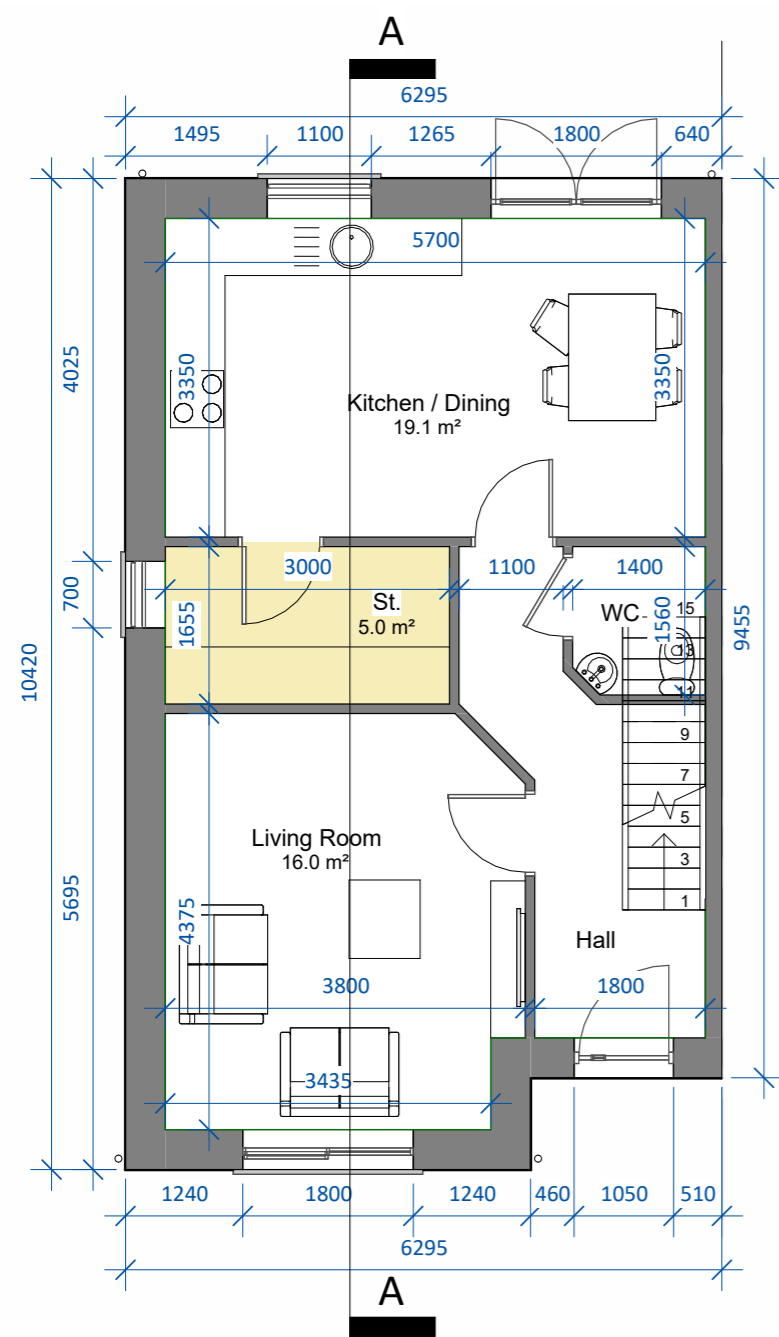 A
6295
1495 1100 1265 1800 640
5700
4025
3350
3350
Kitchen / Dining
19.1 m²
3000
1100
1400
700
St.
5.0 m²
1655
WC
1560
15
13
11
9
7
5
3
1
10420
9455
Living Room
16.0 m²
5695
4375
Hall
3800
1800
3435
1240 1800 1240 460 1050 510
6295
A